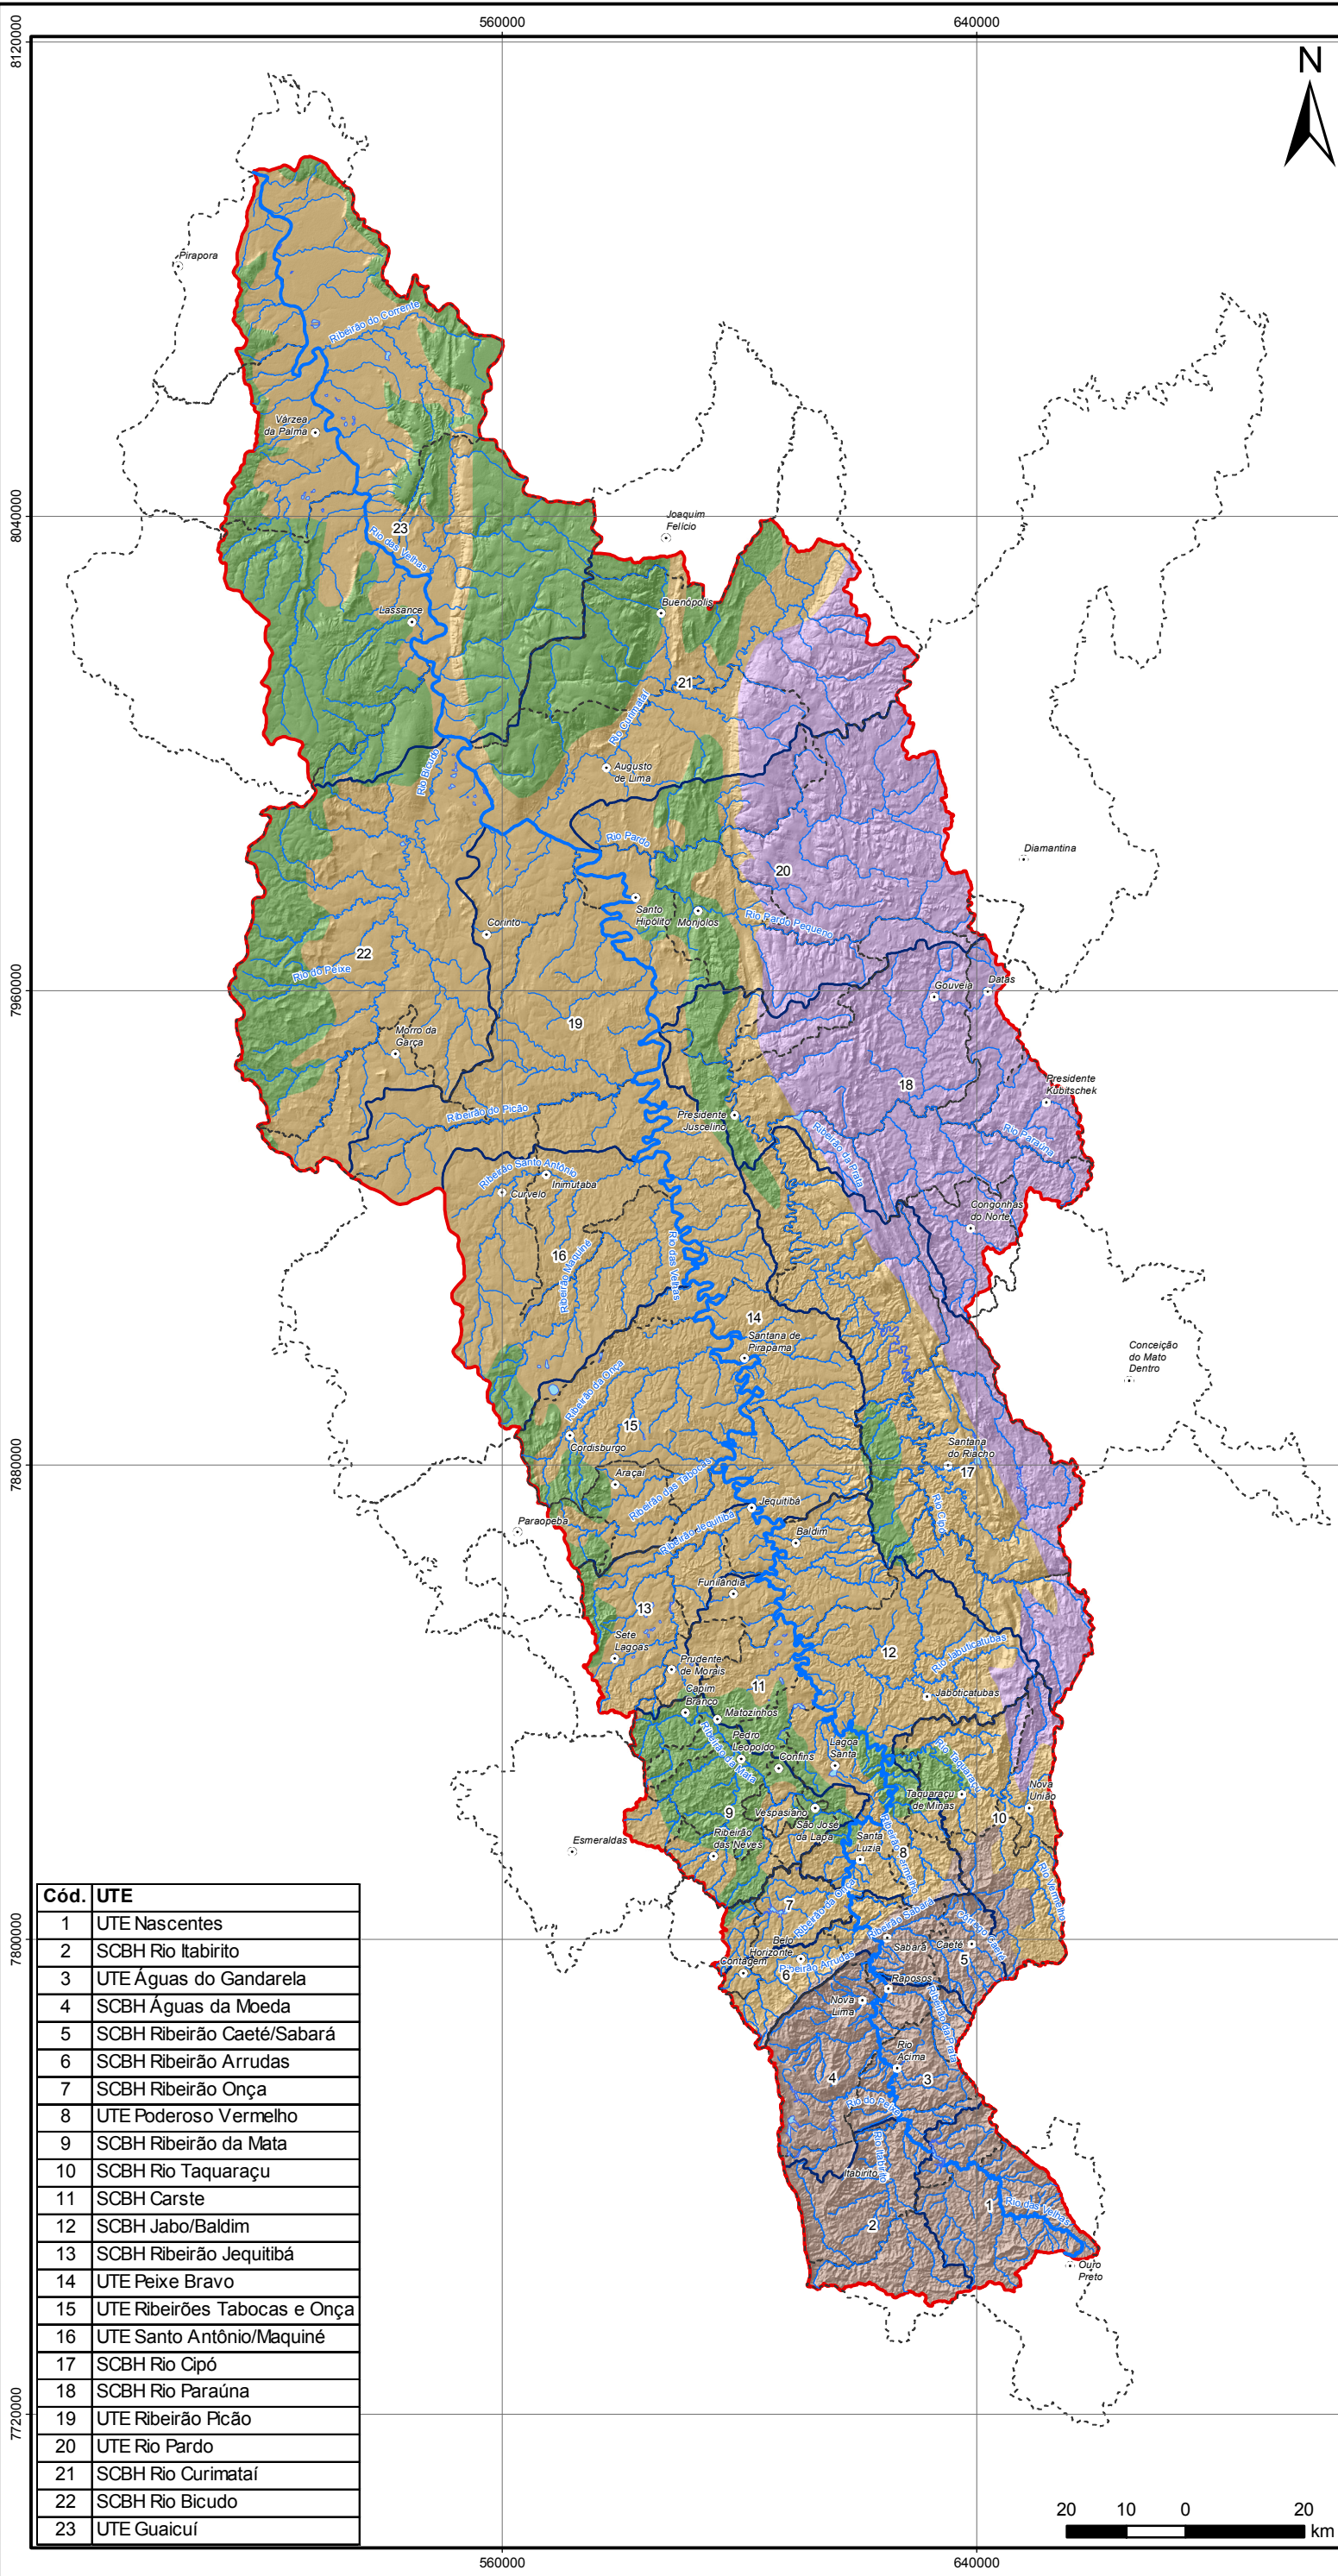 560000
640000
8120000
N
Pirapora
Ribeirão do Corrente
Várzea
da Palma
8040000
Joaquim
Felício
23
Rio das Velhas
Lassance
Buenópolis
21
Rio Curimataí
Rio Bicudo
Augusto
de Lima
Rio Pardo
Diamantina
20
Santo
Hipólito
Monjolos
Rio Pardo Pequeno
Corinto
22
Rio do Peixe
7960000
Gouveia
Datas
19
Morro da
Garça
18
Presidente
Kubitschek
Ribeirão do Picão
Presidente
Juscelino
Ribeirão da Prata
Rio Paraúna
Ribeirão Santo Antônio
Inimutaba
Curvelo
Congonhas
do Norte
16
Ribeirão Maquiné
Rio das Velhas
14
Santana de
Pirapama
Conceição
do Mato
Dentro
Ribeirão da Onça
15
Cordisburgo
Santana
do Riacho
7880000
17
Araçaí
Ribeirão das Tabocas
Rio Cipó
Paraopeba
Jequitibá
Ribeirão Jequitibá
Baldim
Funilândia
13
Sete
Lagoas
12
Rio Jabuticatubas
Prudente
de Morais
11
Jaboticatubas
Capim
Branco
Matozinhos
Ribeirão da Mata
Pedro
Leopoldo
Confins
Lagoa
Santa
Rio Taquaraçu
Taquaraçu
de Minas
Nova
União
9
Vespasiano
São José
da Lapa
10
Esmeraldas
Ribeirão
das Neves
Santa
Luzia
8
Ribeirão Vermelho
Rio Vermelho
7
Ribeirão da Onça
Ribeirão Sabará
Córrego Caeté
7800000
Belo
Horizonte
Sabará
Caeté
5
Contagem
6
Ribeirão Arrudas
Raposos
Nova
Lima
Ribeirão da Prata
Rio
Acima
4
3
Rio do Peixe
Rio Itabirito
Itabirito
1
Rio das Velhas
2
Ouro
Preto
7720000
Cód. UTE
1 UTE Nascentes
2 SCBH Rio Itabirito
3 UTE Águas do Gandarela
4 SCBH Águas da Moeda
5 SCBH Ribeirão Caeté/Sabará
6 SCBH Ribeirão Arrudas
7 SCBH Ribeirão Onça
8 UTE Poderoso Vermelho
9 SCBH Ribeirão da Mata
10 SCBH Rio Taquaraçu
11 SCBH Carste
12 SCBH Jabo/Baldim
13 SCBH Ribeirão Jequitibá
14 UTE Peixe Bravo
15 UTE Ribeirões Tabocas e Onça
16 UTE Santo Antônio/Maquiné
17 SCBH Rio Cipó
18 SCBH Rio Paraúna
19 UTE Ribeirão Picão
20 UTE Rio Pardo
21 SCBH Rio Curimataí
22 SCBH Rio Bicudo
23 UTE Guaicuí
20 10 0 20
km
560000
640000